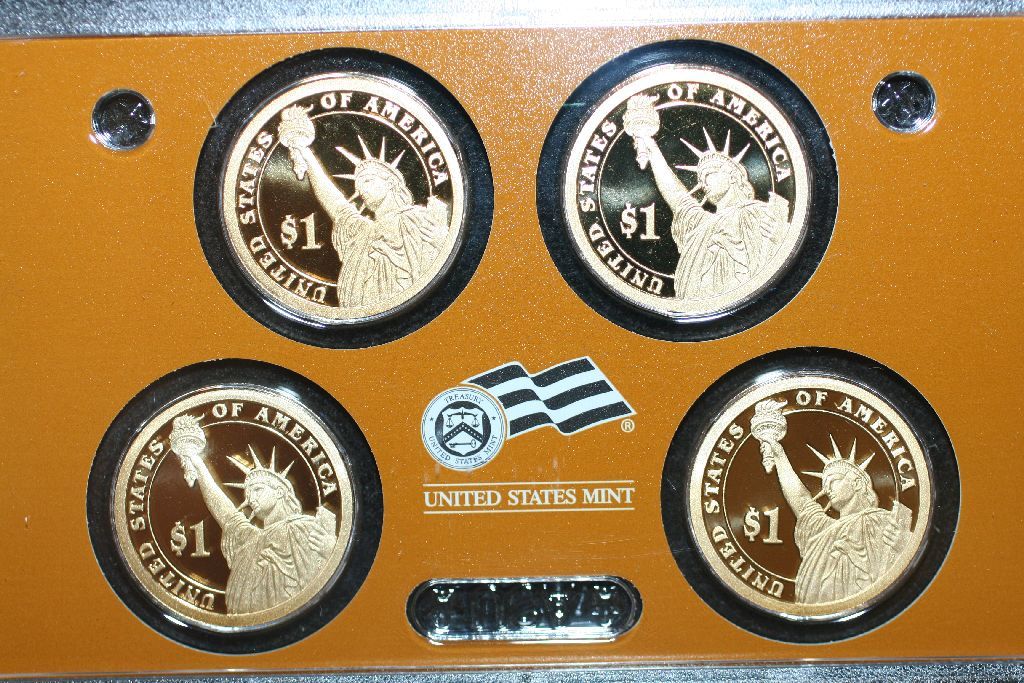 UNITED STATES OF AMERICA
$1
UNITED STATES OF AMERICA
$1
TREASURY
UNITED STATES MINT
®
UNITED STATES MINT
UNITED STATES OF AMERICA
$1
UNITED STATES OF AMERICA
$1